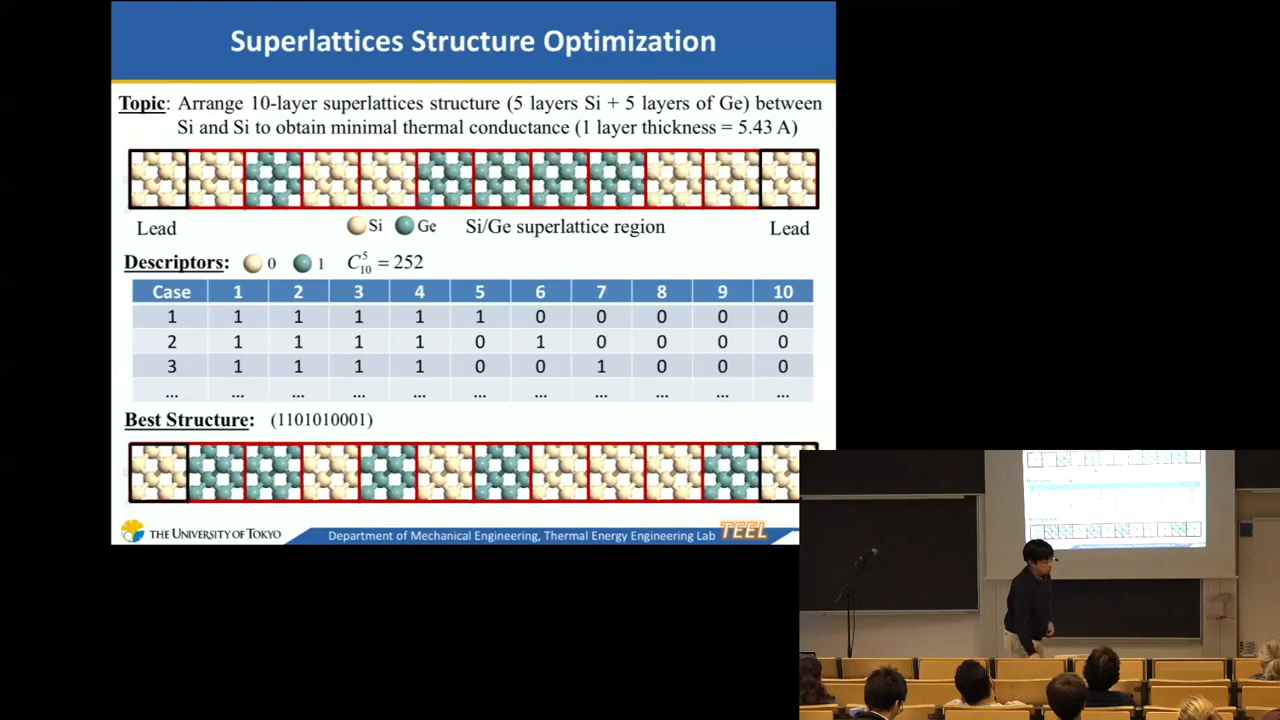 Superlattices Structure Optimization
Topic: Arrange 10-layer superlattices structure (5 layers Si + 5 layers of Ge) between
Si and Si to obtain minimal thermal conductance (1 layer thickness = 5.43 A)
Lead Si Ge Si/Ge superlattice region Lead
Descriptors: 0 1 C_{10}^{5} = 252
Case 1 2 3 4 5 6 7 8 9 10
1 1 1 1 1 1 0 0 0 0 0
2 1 1 1 1 0 1 0 0 0 0
3 1 1 1 1 0 0 1 0 0 0
... ... ... ... ... ... ... ... ... ... ...
Best Structure: (1101010001)
THE UNIVERSITY OF TOKYO Department of Mechanical Engineering, Thermal Energy Engineering Lab TEEL